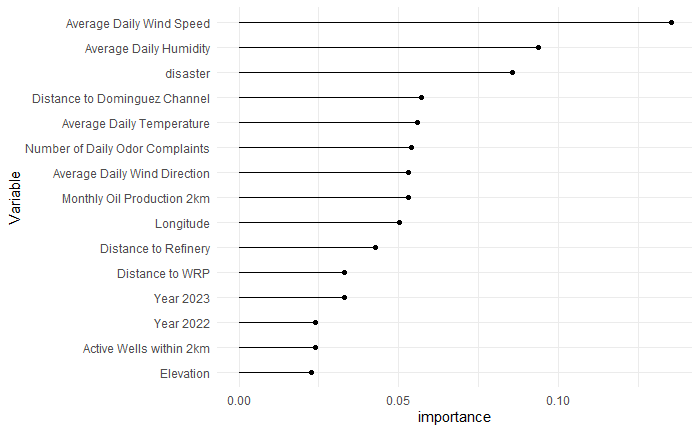 Average Daily Wind Speed
Average Daily Humidity
disaster
Distance to Dominguez Channel
Average Daily Temperature
Number of Daily Odor Complaints
Average Daily Wind Direction
Monthly Oil Production 2km
Longitude
Distance to Refinery
Distance to WRP
Year 2023
Year 2022
Active Wells within 2km
Elevation
Variable
0.00 0.05 0.10
importance